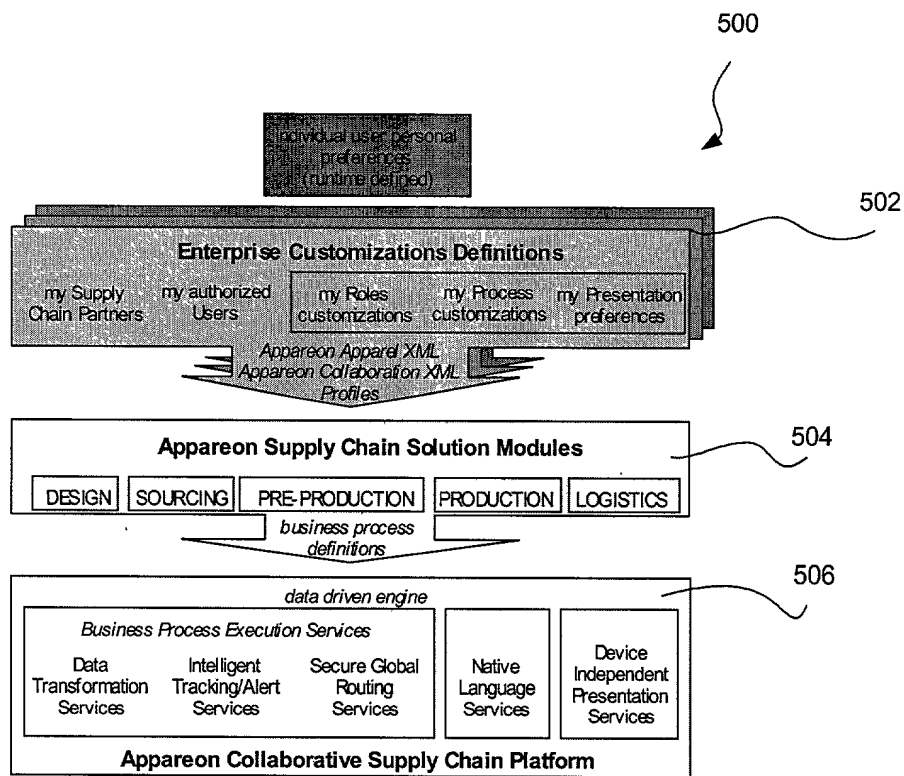 500
individual user personal
preferences
(runtime defined)
502
Enterprise Customizations Definitions
my Supply
Chain Partners
my authorized
Users
my Roles
customizations
my Process
customizations
my Presentation
preferences
Appareon Apparel XML
Appareon Collaboration XML
Profiles
504
Appareon Supply Chain Solution Modules
DESIGN
SOURCING
PRE-PRODUCTION
PRODUCTION
LOGISTICS
business process
definitions
506
data driven engine
Business Process Execution Services
Data
Transformation
Services
Intelligent
Tracking/Alert
Services
Secure Global
Routing
Services
Native
Language
Services
Device
Independent
Presentation
Services
Appareon Collaborative Supply Chain Platform